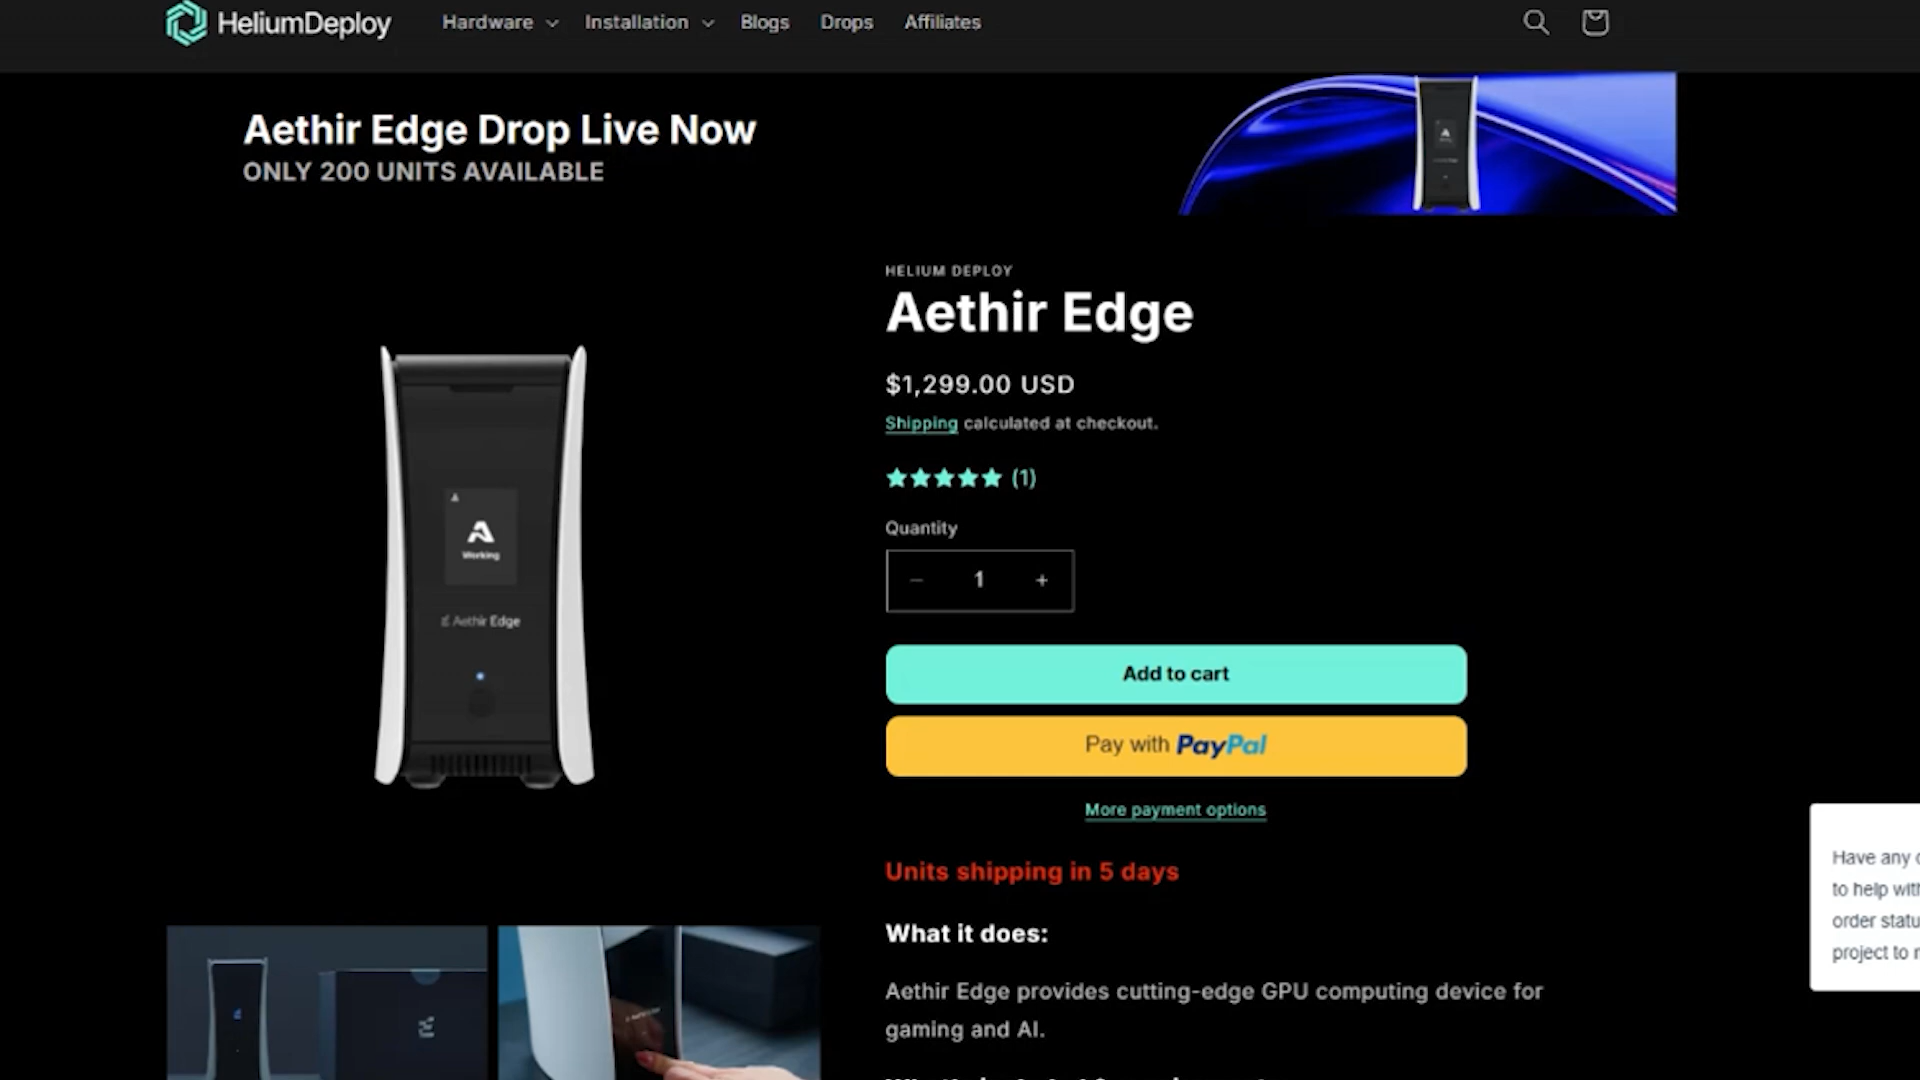 HeliumDeploy
Hardware
Installation
Blogs
Drops
Affiliates
Aethir Edge Drop Live Now
ONLY 200 UNITS AVAILABLE
HELIUM DEPLOY
Aethir Edge
$1,299.00 USD
Shipping calculated at checkout.
(1)
Quantity
− 1 +
Add to cart
Pay with PayPal
More payment options
Units shipping in 5 days
What it does:
Aethir Edge provides cutting-edge GPU computing device for
gaming and AI.
Working
Aethir Edge
Have any
to help
order
project to